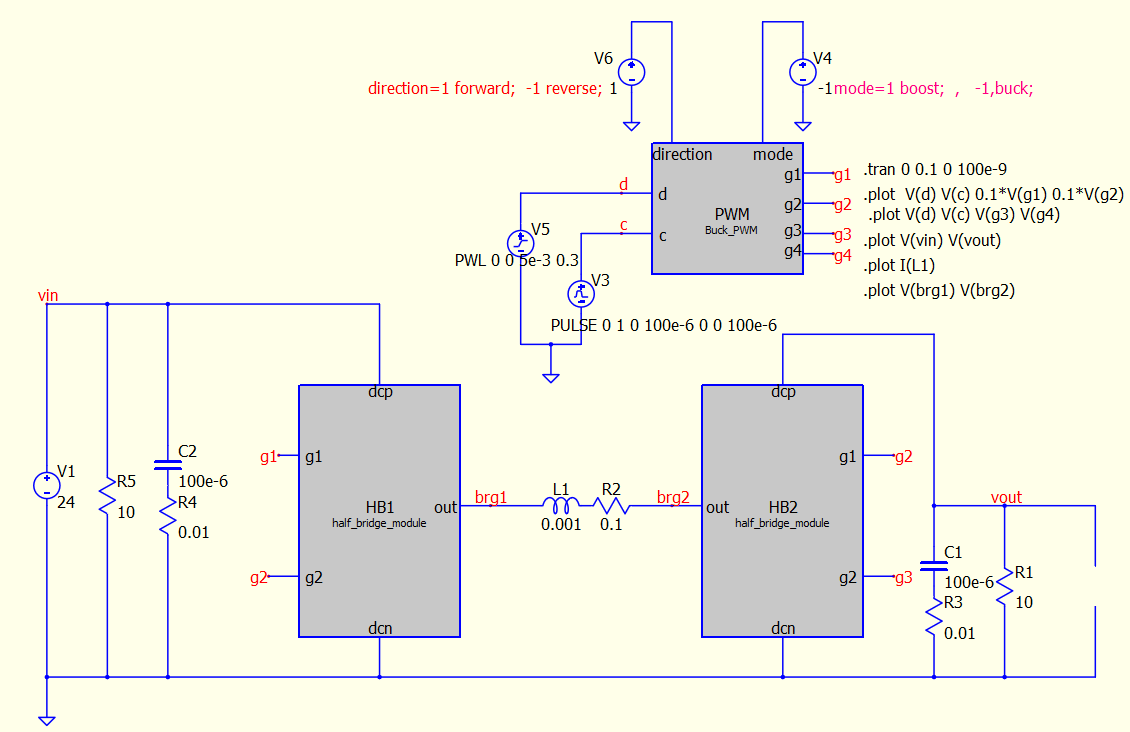 V6
V4
direction=1 forward;  -1 reverse; 1
-1mode=1 boost;  ,   -1,buck;
direction
mode
d
d
c
c
PWM
Buck_PWM
g1
g1
g2
g2
g3
g3
g4
g4
.tran 0 0.1 0 100e-9
.plot  V(d) V(c) 0.1*V(g1) 0.1*V(g2)
.plot V(d) V(c) V(g3) V(g4)
.plot V(vin) V(vout)
.plot I(L1)
.plot V(brg1) V(brg2)
V5
PWL 0 0 5e-3 0.3
V3
PULSE 0 1 0 100e-6 0 0 100e-6
vin
V1
24
R5
10
C2
100e-6
R4
0.01
dcp
g1
g1
HB1
half_bridge_module
out
g2
g2
dcn
brg1
L1
0.001
R2
0.1
brg2
dcp
g1
g2
out
HB2
half_bridge_module
g2
g3
dcn
vout
C1
100e-6
R3
0.01
R1
10